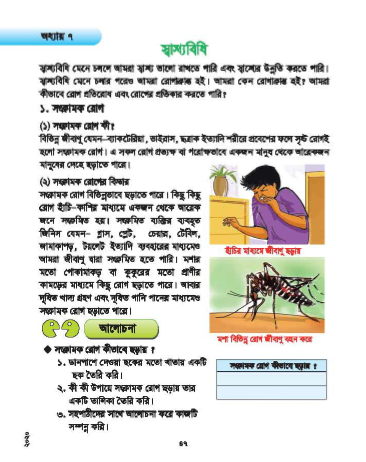 অধ্যায় ৭
স্বাস্থ্যবিধি
স্বাস্থ্যবিধি মেনে চললে আমরা সুস্থ ভালো রাখতে পারি এবং স্বাস্থ্যের উন্নতি করতে পারি।
স্বাস্থ্যবিধি মেনে চলার পরেও আমরা রোগাক্রান্ত হই। আমরা কেন রোগাক্রান্ত হই? আমরা
কীভাবে রোগ প্রতিরোধ এবং রোগের প্রতিকার করতে পারি?
১. সংক্রামক রোগ
(১) সংক্রামক রোগ কী?
বিভিন্ন জীবাণু যেমন—ব্যাকটেরিয়া, ভাইরাস, ছত্রাক ইত্যাদি শরীরে প্রবেশের ফলে সৃষ্ট রোগই
হলো সংক্রামক রোগ। এ সকল রোগ প্রত্যক্ষ বা পরোক্ষভাবে একজন মানুষ থেকে আরেকজন
মানুষের দেহে ছড়াতে পারে।
(২) সংক্রামক রোগের বিস্তার
সংক্রামক রোগ বিভিন্নভাবে ছড়াতে পারে। কিছু কিছু
রোগ হাঁচি–কাশির মাধ্যমে একজন থেকে আরেক
জনে সংক্রমিত হয়। সংক্রমিত ব্যক্তির ব্যবহৃত
জিনিস যেমন– গ্লাস, প্লেট, চেয়ার, টেবিল,
জামাকাপড়, টয়লেট ইত্যাদি ব্যবহারের মাধ্যমেও
আমরা জীবাণু দ্বারা সংক্রমিত হতে পারি। মশার
মতো পোকামাকড় বা কুকুরের মতো প্রাণীর
কামড়ের মাধ্যমে কিছু রোগ ছড়াতে পারে। আবার
দূষিত খাদ্য গ্রহণ এবং দূষিত পানি পানের মাধ্যমেও
সংক্রামক রোগ ছড়াতে পারে।
হাঁচির মাধ্যমে জীবাণু ছড়ায়
মশা বিভিন্ন রোগ জীবাণু বহন করে
আলোচনা
◆ সংক্রামক রোগ কীভাবে ছড়ায় ?
১. ডানপাশে দেওয়া ছকের মতো খাতায় একটি
ছক তৈরি করি।
২. কী কী উপায়ে সংক্রামক রোগ ছড়ায় তার
একটি তালিকা তৈরি করি।
৩. সহপাঠীদের সাথে আলোচনা করে কাজটি
সম্পন্ন করি।
সংক্রামক রোগ কীভাবে ছড়ায় ?
২০২০
৪৭